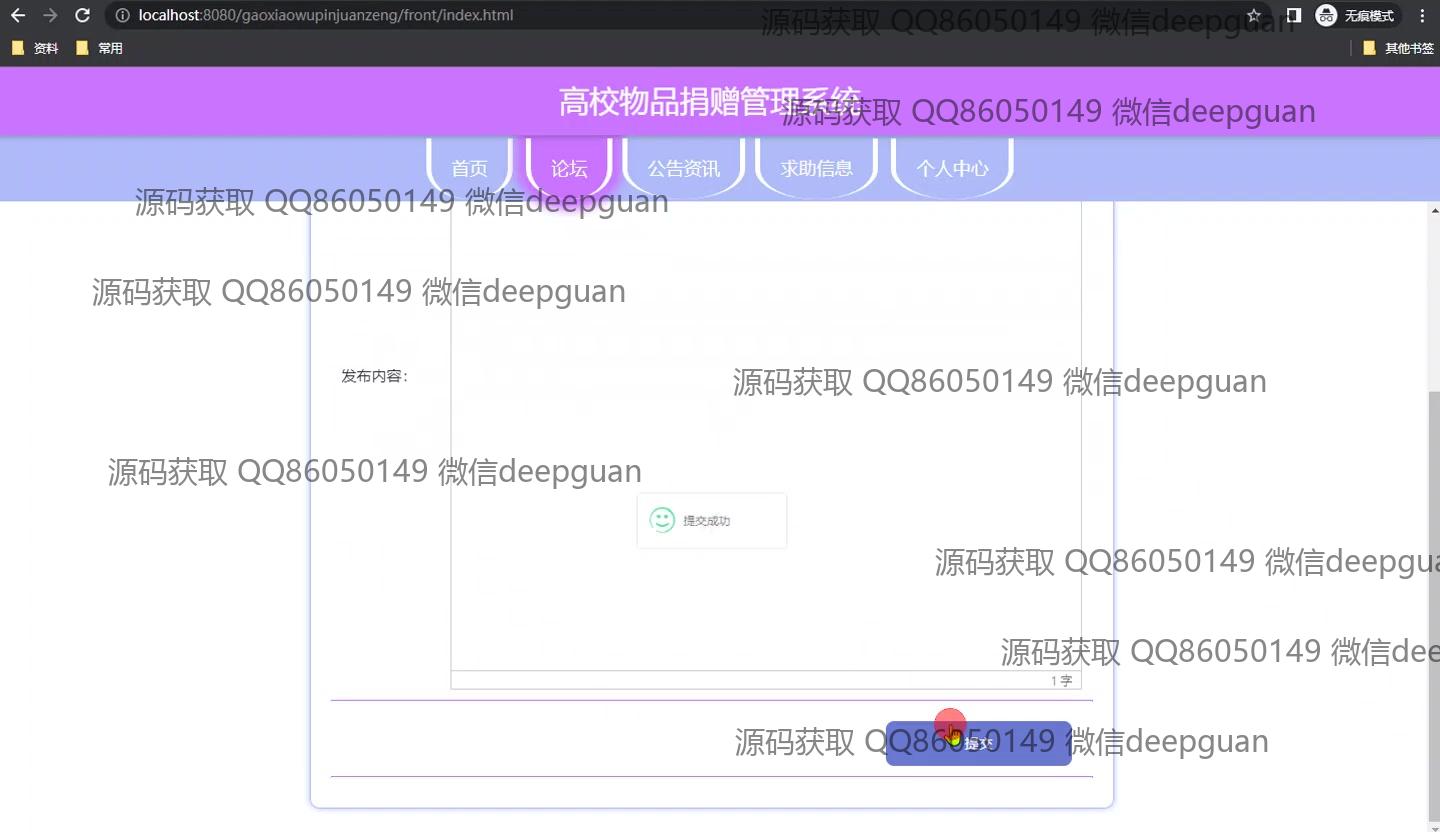 localhost:8080/gaoxiaowupinjuanzeng/front/index.html
无痕模式
源码获取 QQ86050149 微信deepguan
资料
常用
其他书签
高校物品捐赠管理系统
源码获取 QQ86050149 微信deepguan
首页
论坛
公告资讯
求助信息
个人中心
源码获取 QQ86050149 微信deepguan
源码获取 QQ86050149 微信deepguan
发布内容：
源码获取 QQ86050149 微信deepguan
源码获取 QQ86050149 微信deepguan
提交成功
源码获取 QQ86050149 微信deepgua
源码获取 QQ86050149 微信dee
1 字
提交
源码获取 QQ86050149 微信deepguan